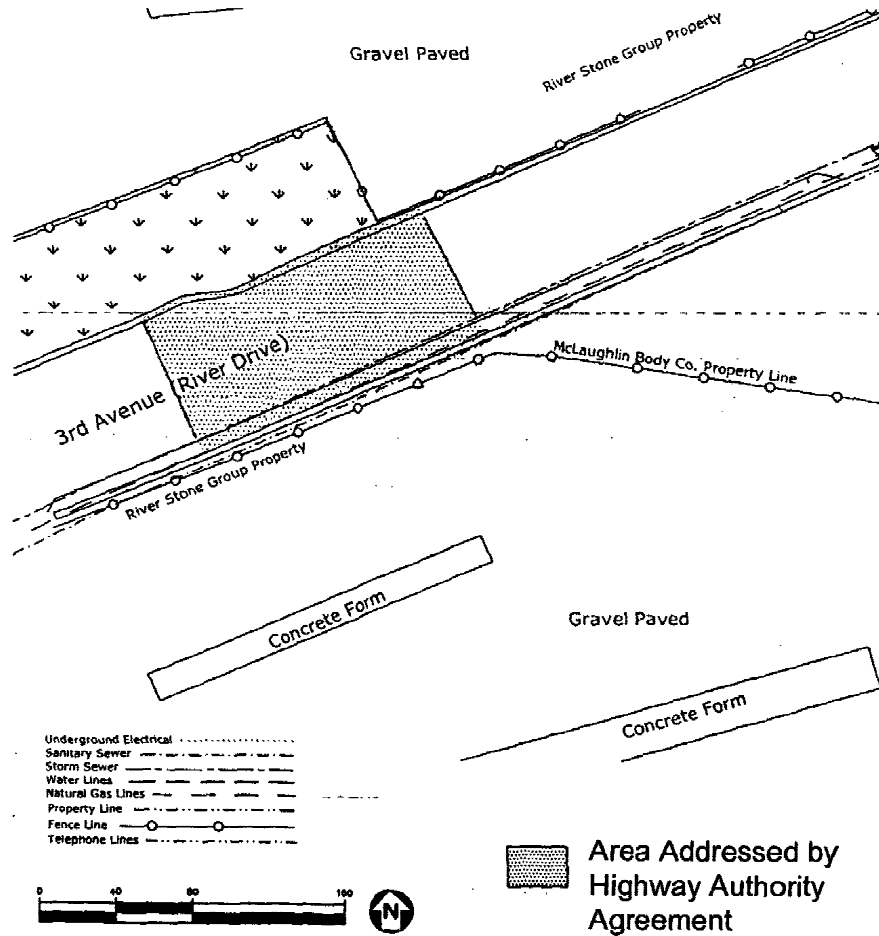 Gravel Paved
River Stone Group Property
3rd Avenue (River Drive)
McLaughlin Body Co. Property Line
River Stone Group Property
Concrete Form
Gravel Paved
Concrete Form
Underground Electrical
Sanitary Sewer
Storm Sewer
Water Lines
Natural Gas Lines
Property Line
Fence Line
Telephone Lines
0 40 80 160
N
Area Addressed by
Highway Authority
Agreement